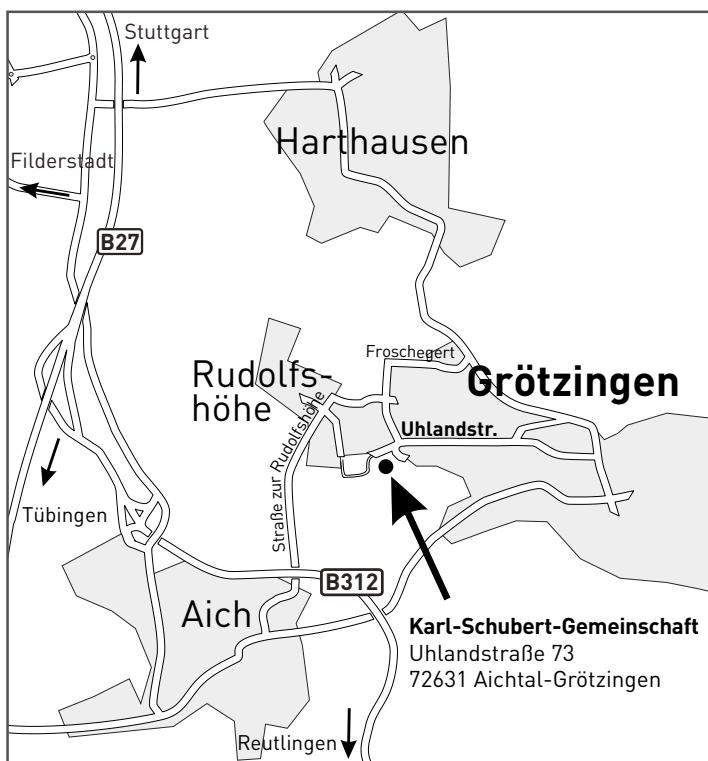 Stuttgart
Harthausen
Filderstadt
B27
Froschegert
Rudolfs-
höhe
Grötzingen
Uhlandstr.
Straße zur Rudolfshöhe
Tübingen
B312
Aich
Karl-Schubert-Gemeinschaft
Uhlandstraße 73
72631 Aichtal-Grötzingen
Reutlingen